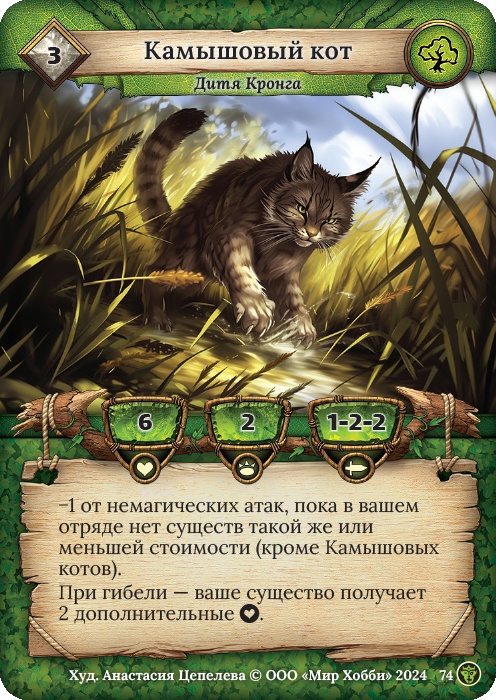 3
Камышовый кот
Дитя Кронга
6
2
1-2-2
–1 от немагических атак, пока в вашем
отряде нет существ такой же или
меньшей стоимости (кроме Камышовых
котов).
При гибели — ваше существо получает
2 дополнительные .
Худ. Анастасия Цепелева © ООО «Мир Хобби» 2024 74